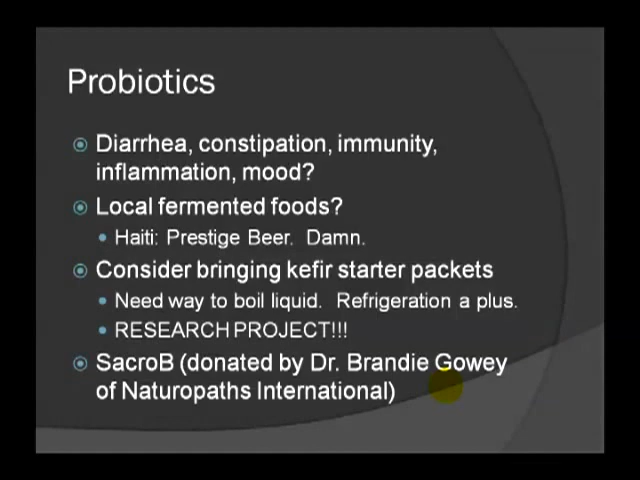 Probiotics
Diarrhea, constipation, immunity,
inflammation, mood?
Local fermented foods?
Haiti: Prestige Beer. Damn.
Consider bringing kefir starter packets
Need way to boil liquid. Refrigeration a plus.
RESEARCH PROJECT!!!
SacroB (donated by Dr. Brandie Gowey
of Naturopaths International)